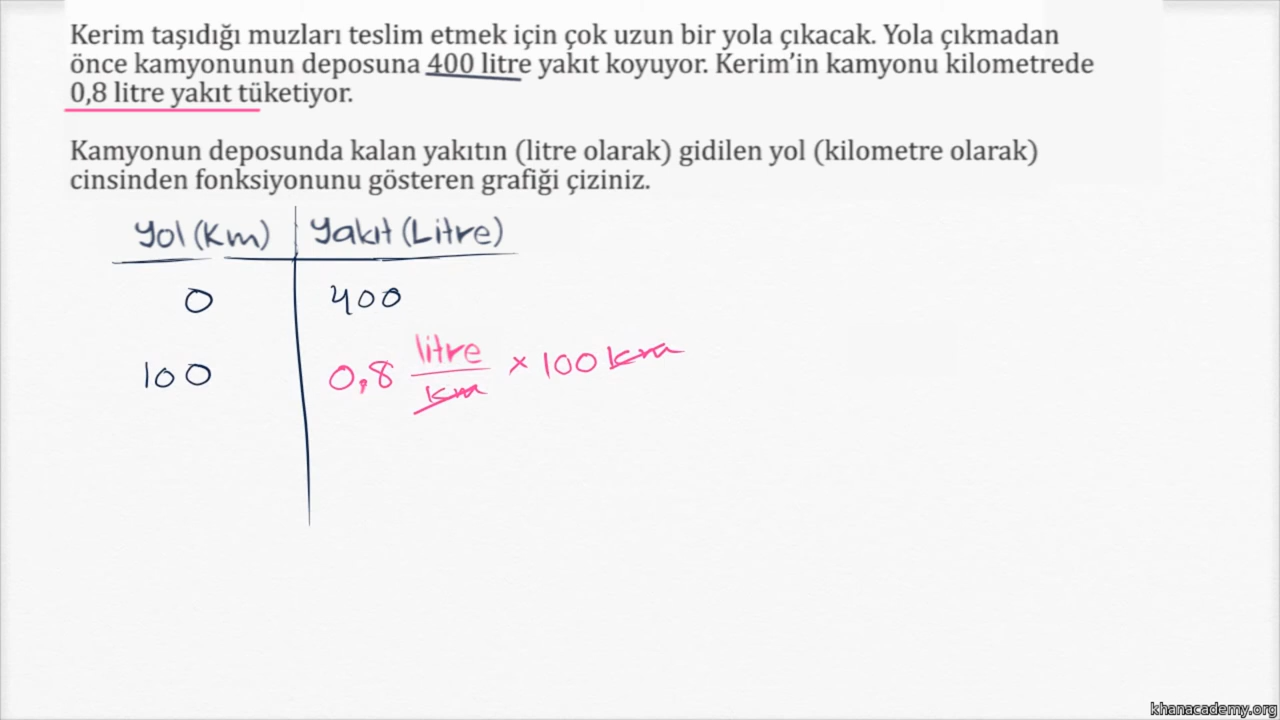 Kerim taşıdığı muzları teslim etmek için çok uzun bir yola çıkacak. Yola çıkmadan
önce kamyonunun deposuna 400 litre yakıt koyuyor. Kerim'in kamyonu kilometrede
0,8 litre yakıt tüketiyor.
Kamyonun deposunda kalan yakıtın (litre olarak) gidilen yol (kilometre olarak)
cinsinden fonksiyonunu gösteren grafiği çiziniz.
Yol (Km) Yakıt (Litre)
0 400
100 0,8 litre/km × 100 km
khanacademy.org